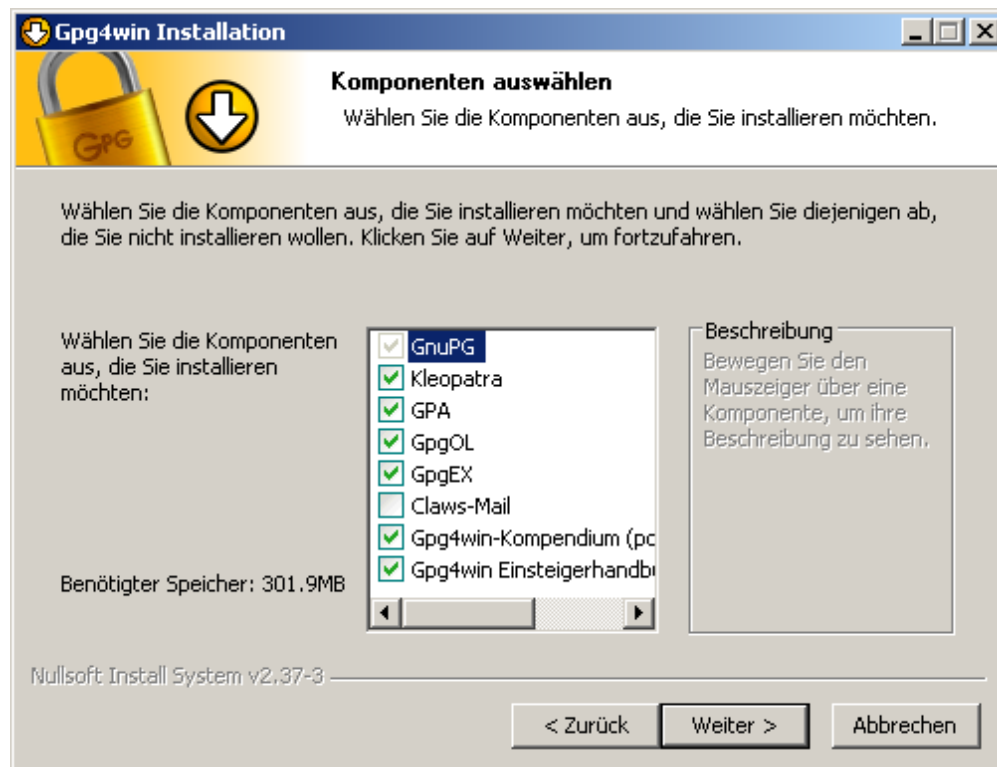 Gpg4win Installation
GPG
Komponenten auswählen
Wählen Sie die Komponenten aus, die Sie installieren möchten.
Wählen Sie die Komponenten aus, die Sie installieren möchten und wählen Sie diejenigen ab,
die Sie nicht installieren wollen. Klicken Sie auf Weiter, um fortzufahren.
Wählen Sie die Komponenten
aus, die Sie installieren
möchten:
GnuPG
Kleopatra
GPA
GpgOL
GpgEX
Claws-Mail
Gpg4win-Kompendium
Gpg4win
Beschreibung
Bewegen Sie den
Mauszeiger über eine
Komponente, um ihre
Beschreibung zu sehen.
Benötigter Speicher: 301.9MB
Nullsoft Install System v2.37-3
< Zurück
Weiter >
Abbrechen